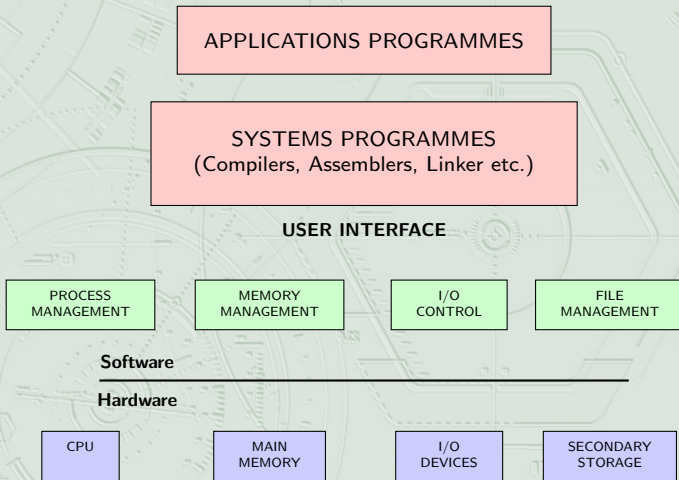 APPLICATIONS PROGRAMMES
SYSTEMS PROGRAMMES
(Compilers, Assemblers, Linker etc.)
USER INTERFACE
PROCESS
MANAGEMENT
MEMORY
MANAGEMENT
I/O
CONTROL
FILE
MANAGEMENT
Software
Hardware
CPU
MAIN
MEMORY
I/O
DEVICES
SECONDARY
STORAGE